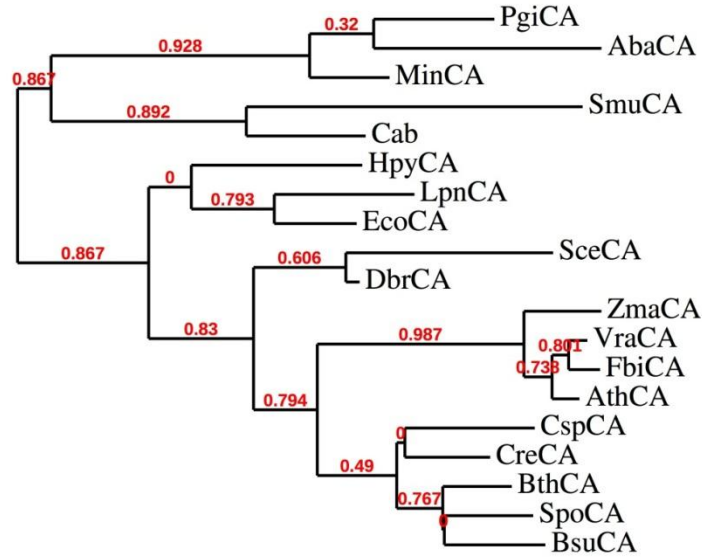 PgiCA
0.32
AbaCA
0.928
MinCA
0.867
SmuCA
0.892
Cab
HpyCA
0
LpnCA
0.793
EcoCA
0.867
SceCA
0.606
DbrCA
ZmaCA
0.83
0.987
VraCA
0.801
FbiCA
0.738
AthCA
0.794
CspCA
0
CreCA
0.49
BthCA
0.767
SpoCA
0
BsuCA